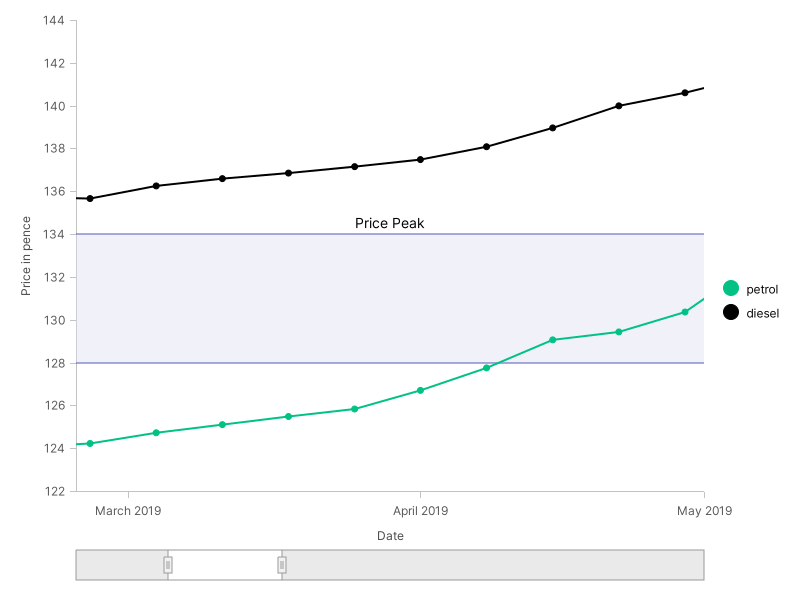 144
142
140
138
136
134
132
130
128
126
124
122
Price in pence
Price Peak
March 2019
April 2019
May 2019
Date
petrol
diesel